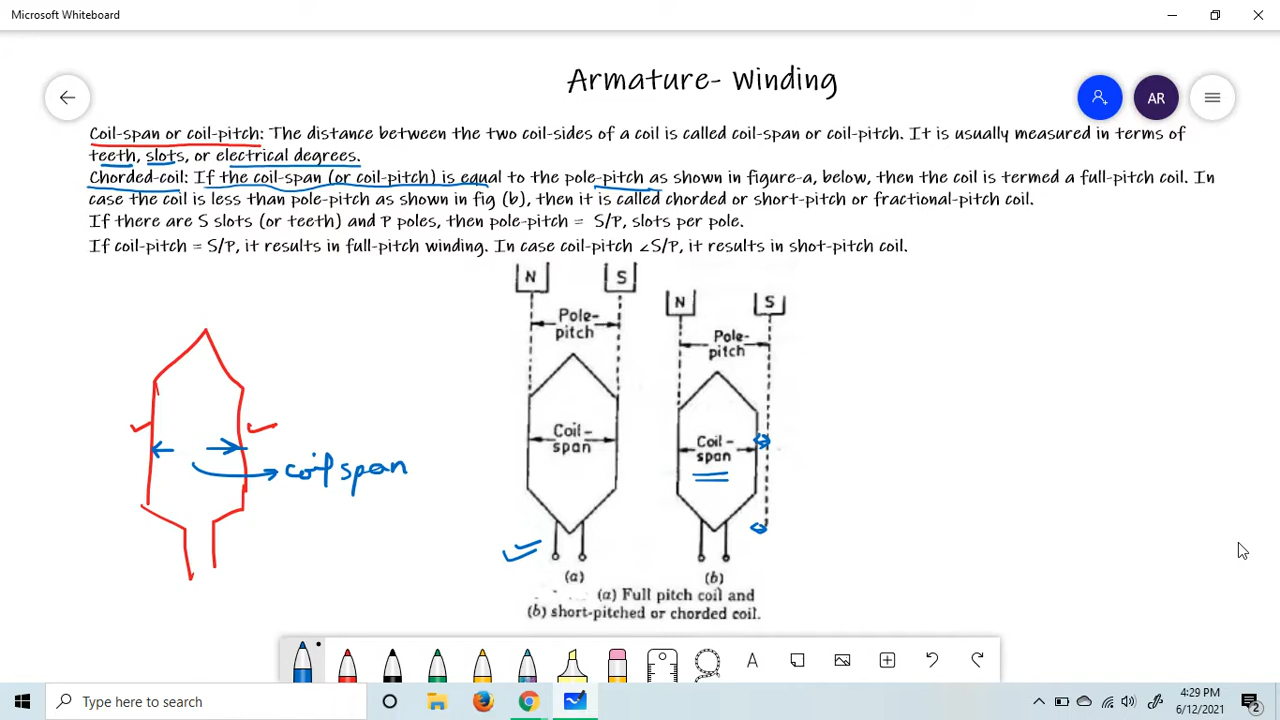 Microsoft Whiteboard
Armature- Winding
AR
Coil-span or coil-pitch: The distance between the two coil-sides of a coil is called coil-span or coil-pitch. It is usually measured in terms of
teeth, slots, or electrical degrees.
Chorded-coil: If the coil-span (or coil-pitch) is equal to the pole-pitch as shown in figure-a, below, then the coil is termed a full-pitch coil. In
case the coil is less than pole-pitch as shown in fig (b), then it is called chorded or short-pitch or fractional-pitch coil.
If there are S slots (or teeth) and P poles, then pole-pitch = S/P, slots per pole.
If coil-pitch = S/P, it results in full-pitch winding. In case coil-pitch ∠S/P, it results in shot-pitch coil.
N S
N S
Pole-
pitch
Pole-
pitch
Coil-
span
Coil-
span
coil span
(a) (b)
(a) Full pitch coil and
(b) short-pitched or chorded coil.
A
Type here to search
4:29 PM
6/12/2021
2